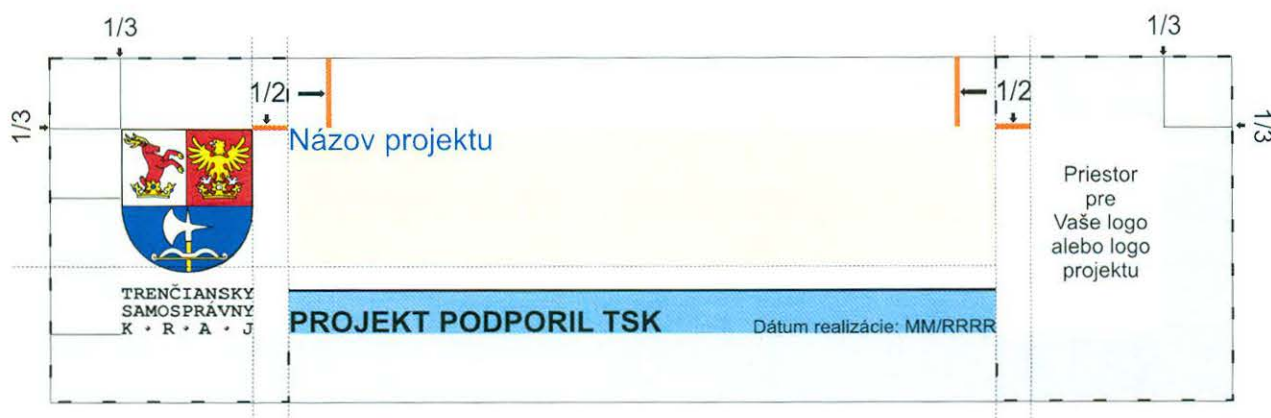 1/3
1/3
1/2
1/2
1/3
1/3
Názov projektu
Priestor
pre
Vaše logo
alebo logo
projektu
TRENČIANSKY
SAMOSPRÁVNY
K · R · A · J
PROJEKT PODPORIL TSK
Dátum realizácie: MM/RRRR